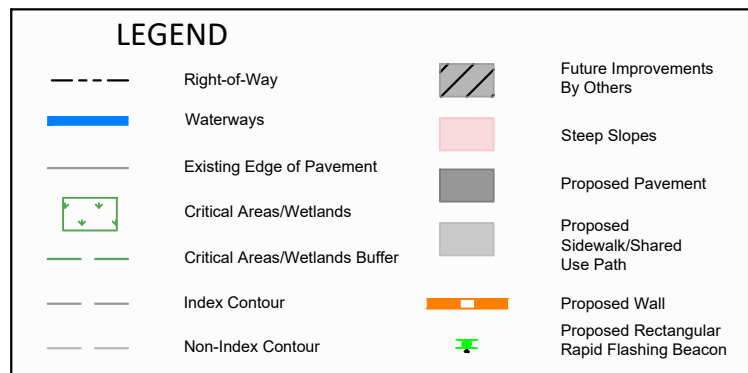 LEGEND
Right-of-Way
Waterways
Existing Edge of Pavement
Critical Areas/Wetlands
Critical Areas/Wetlands Buffer
Index Contour
Non-Index Contour
Future Improvements
By Others
Steep Slopes
Proposed Pavement
Proposed
Sidewalk/Shared
Use Path
Proposed Wall
Proposed Rectangular
Rapid Flashing Beacon